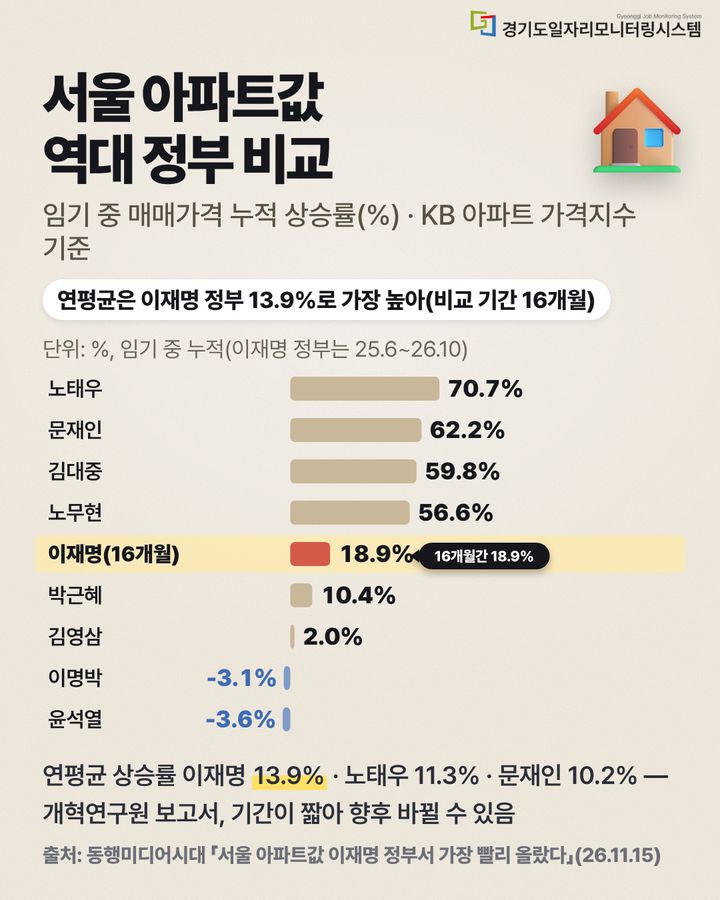 Gyeonggi Job Monitoring System
경기도일자리모니터링시스템
서울 아파트값
역대 정부 비교
임기 중 매매가격 누적 상승률(%) · KB 아파트 가격지수
기준
연평균은 이재명 정부 13.9%로 가장 높아(비교 기간 16개월)
단위: %, 임기 중 누적(이재명 정부는 25.6~26.10)
노태우 70.7%
문재인 62.2%
김대중 59.8%
노무현 56.6%
이재명(16개월) 18.9% 16개월간 18.9%
박근혜 10.4%
김영삼 2.0%
이명박 -3.1%
윤석열 -3.6%
연평균 상승률 이재명 13.9% · 노태우 11.3% · 문재인 10.2% —
개혁연구원 보고서, 기간이 짧아 향후 바뀔 수 있음
출처: 동행미디어시대 『서울 아파트값 이재명 정부서 가장 빨리 올랐다』(26.11.15)